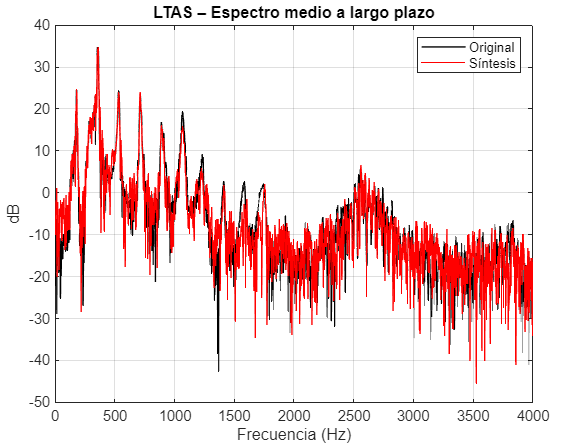 LTAS – Espectro medio a largo plazo
Original
Síntesis
40
30
20
10
0
-10
-20
-30
-40
-50
dB
0 500 1000 1500 2000 2500 3000 3500 4000
Frecuencia (Hz)